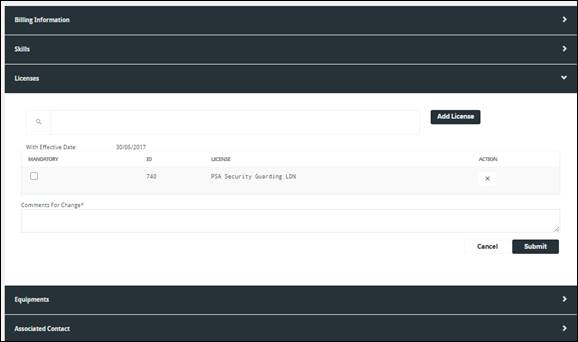 Billing Information
Skills
Licenses
Add License
With Effective Date: 30/05/2017
MANDATORY ID LICENSE ACTION
740 PSA Security Guarding LDN ×
Comments For Change*
Cancel Submit
Equipments
Associated Contact